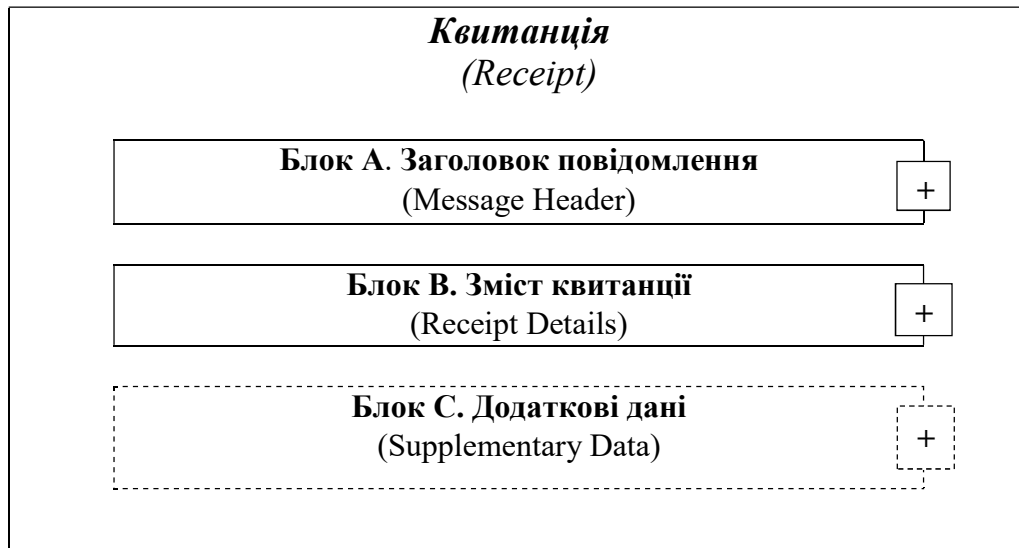 Квитанція
(Receipt)
Блок А. Заголовок повідомлення
(Message Header)
+
Блок В. Зміст квитанції
(Receipt Details)
+
Блок С. Додаткові дані
(Supplementary Data)
+